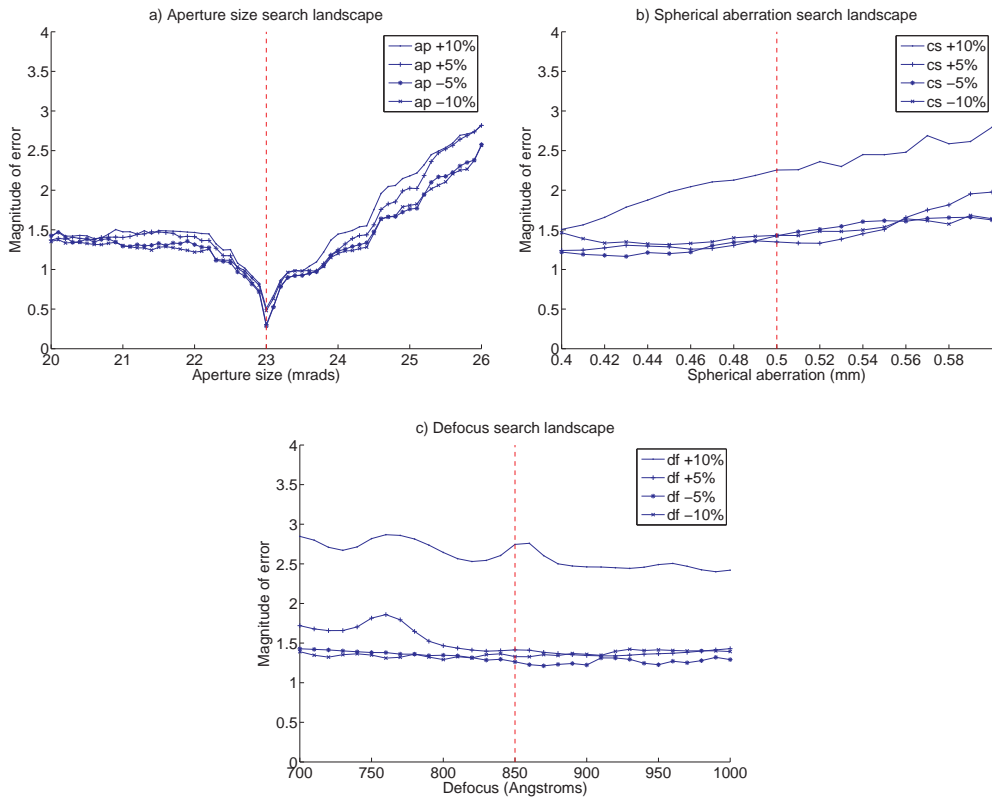 a) Aperture size search landscape
Magnitude of error
4
3.5
3
2.5
2
1.5
1
0.5
0
20 21 22 23 24 25 26
Aperture size (mrads)
ap +10%
ap +5%
ap −5%
ap −10%
b) Spherical aberration search landscape
Magnitude of error
4
3.5
3
2.5
2
1.5
1
0.5
0
0.4 0.42 0.44 0.46 0.48 0.5 0.52 0.54 0.56 0.58
Spherical aberration (mm)
cs +10%
cs +5%
cs −5%
cs −10%
c) Defocus search landscape
Magnitude of error
4
3.5
3
2.5
2
1.5
1
0.5
0
700 750 800 850 900 950 1000
Defocus (Angstroms)
df +10%
df +5%
df −5%
df −10%